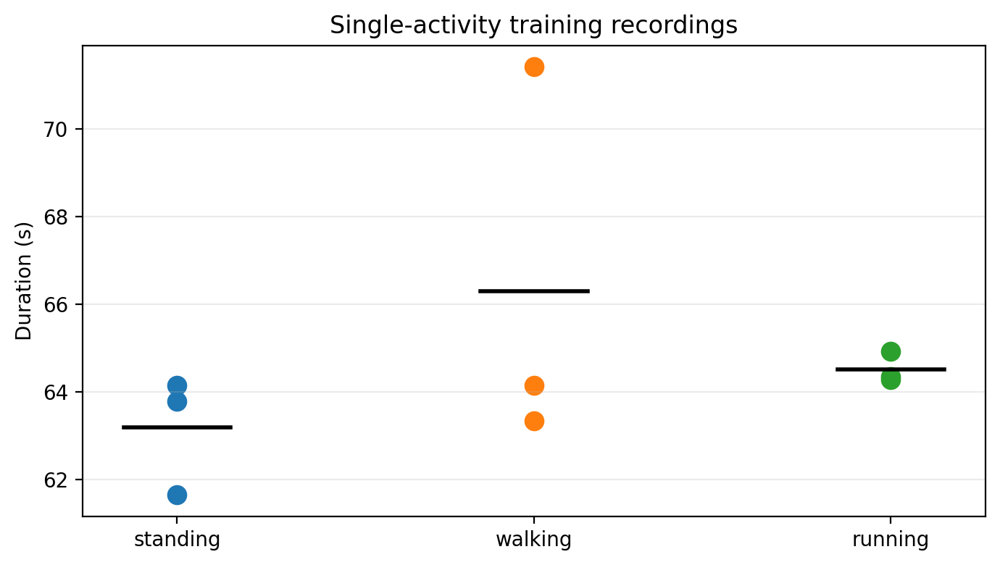 Single-activity training recordings
Duration (s)
70
68
66
64
62
standing
walking
running